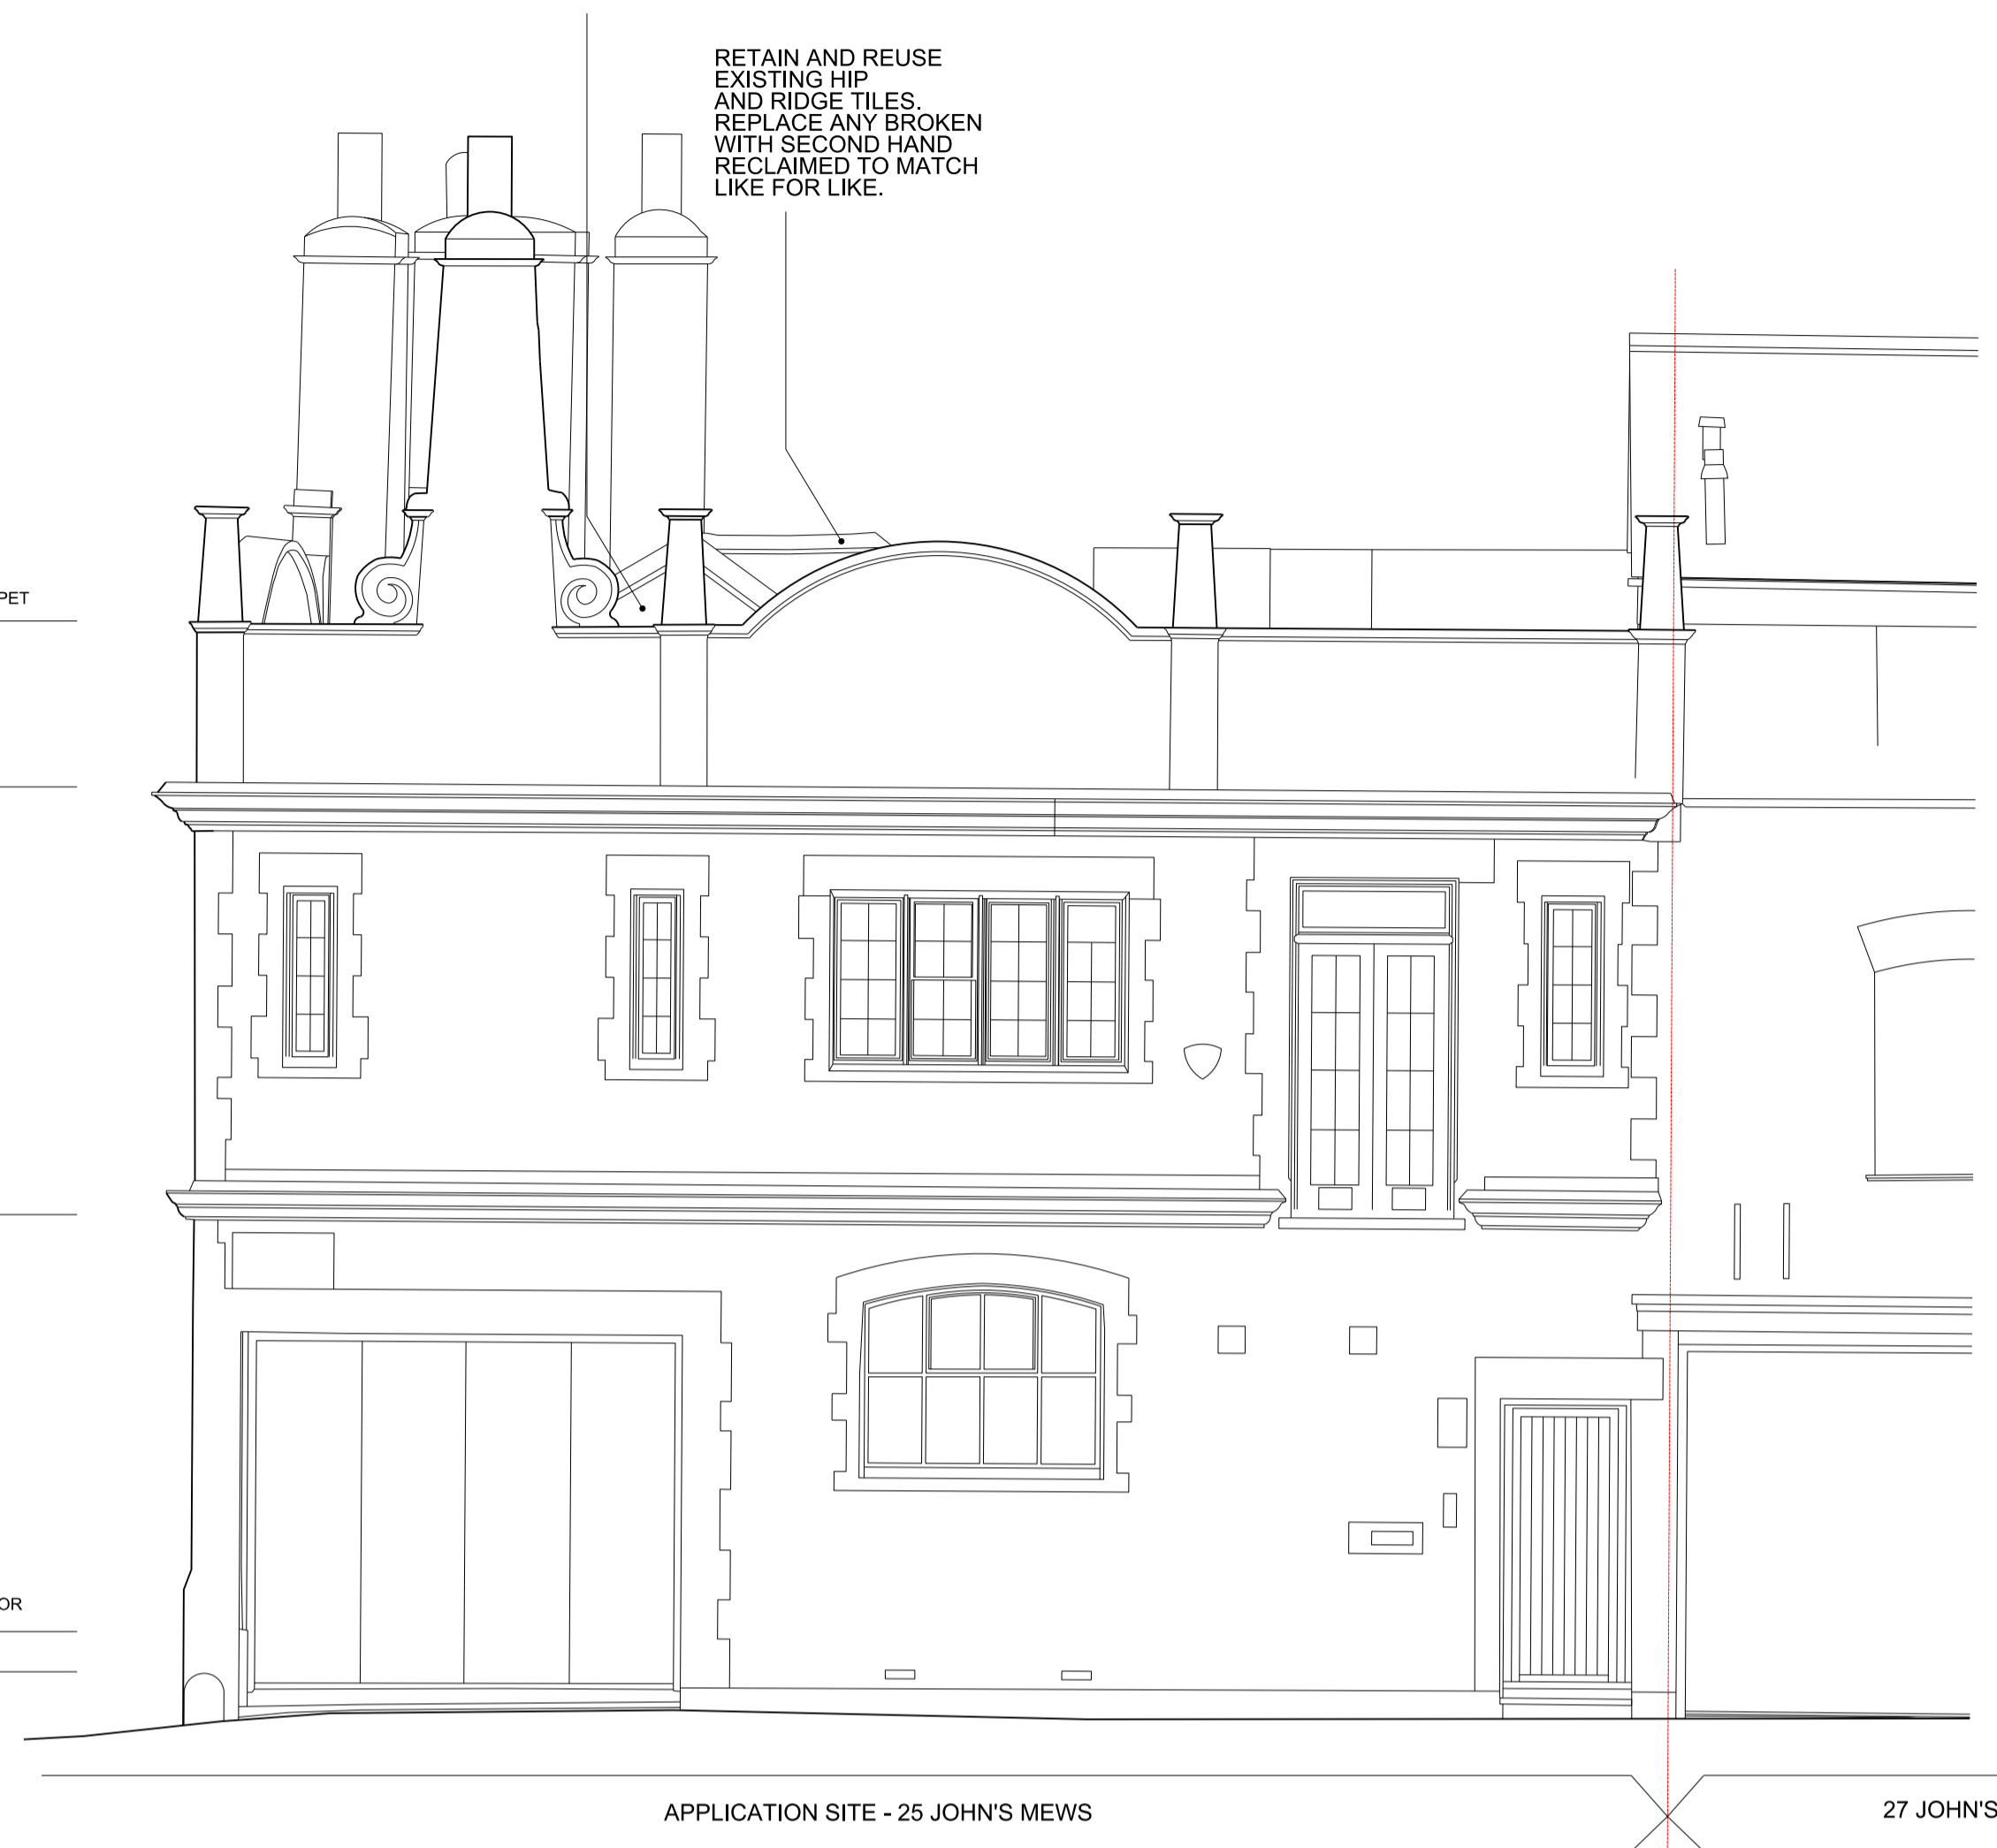 RETAIN AND REUSE
EXISTING HIP
AND RIDGE TILES.
REPLACE ANY BROKEN
WITH SECOND HAND
RECLAIMED TO MATCH
LIKE FOR LIKE.
PET
OR
APPLICATION SITE - 25 JOHN'S MEWS
27 JOHN'S